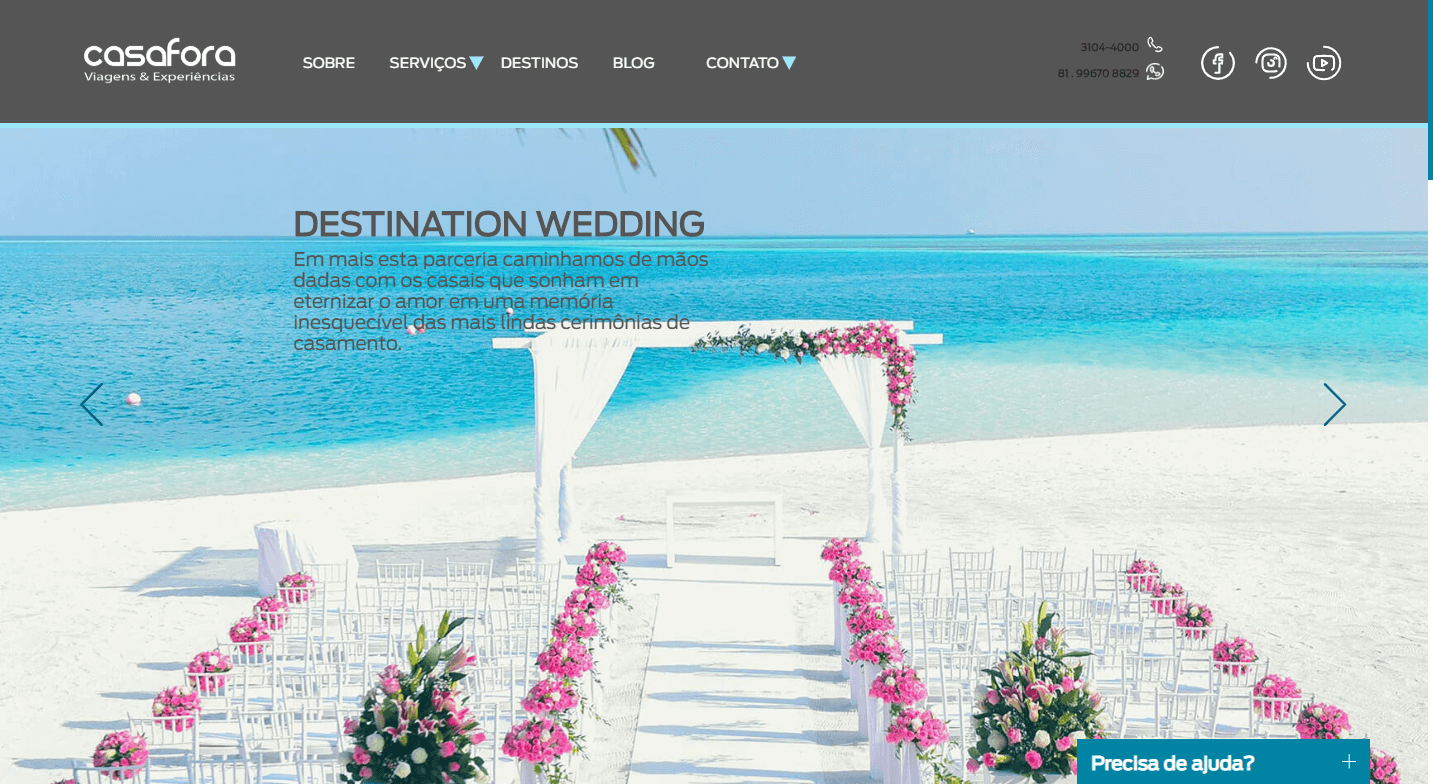 casafora
Viagens & Experiências
SOBRE
SERVIÇOS
DESTINOS
BLOG
CONTATO
3104-4000
81 . 99670 8829
DESTINATION WEDDING
Em mais esta parceria caminhamos de mãos
dadas com os casais que sonham em
eternizar o amor em uma memória
inesquecível das mais lindas cerimônias de
casamento.
Precisa de ajuda?